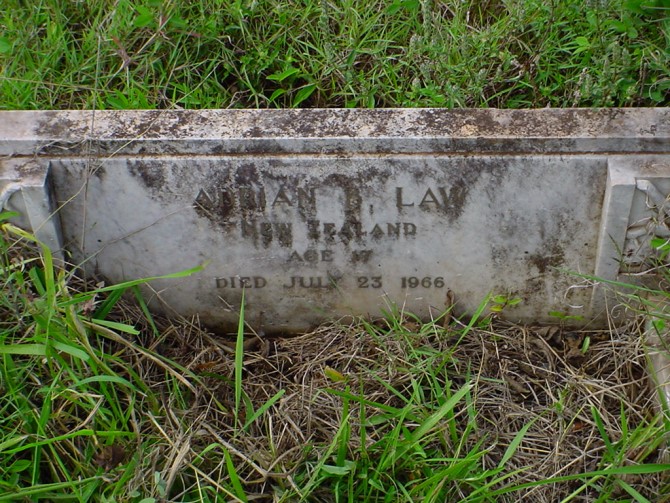 ADRIAN B. LAW
NEW ZEALAND
AGE 17
DIED JULY 23 1966